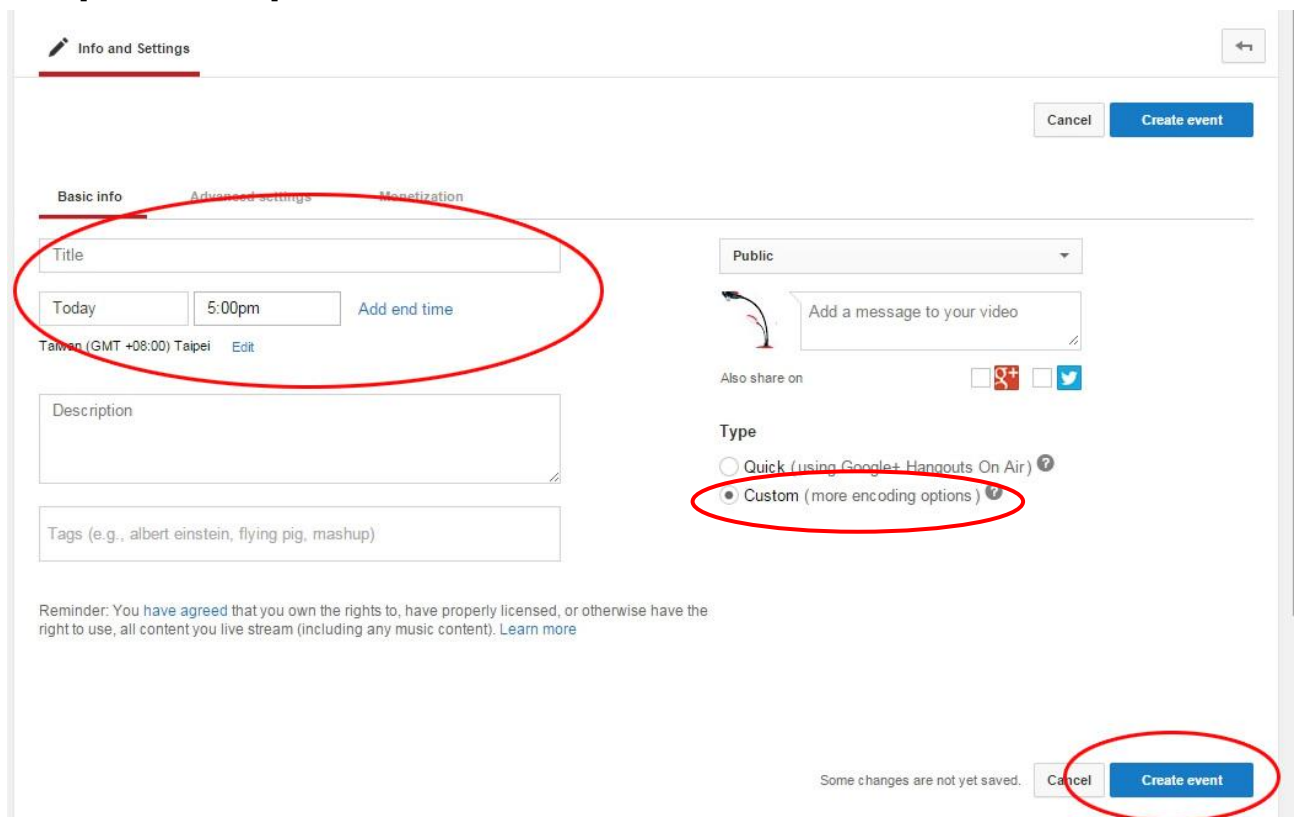 Info and Settings
Cancel Create event
Basic info Advanced settings Monetization
Title
Public
Today 5:00pm Add end time
Add a message to your video
Taiwan (GMT +08:00) Taipei Edit
Also share on g+
Description
Type
Quick (using Google+ Hangouts On Air) ?
Custom (more encoding options) ?
Tags (e.g., albert einstein, flying pig, mashup)
Reminder: You have agreed that you own the rights to, have properly licensed, or otherwise have the
right to use, all content you live stream (including any music content). Learn more
Some changes are not yet saved. Cancel Create event